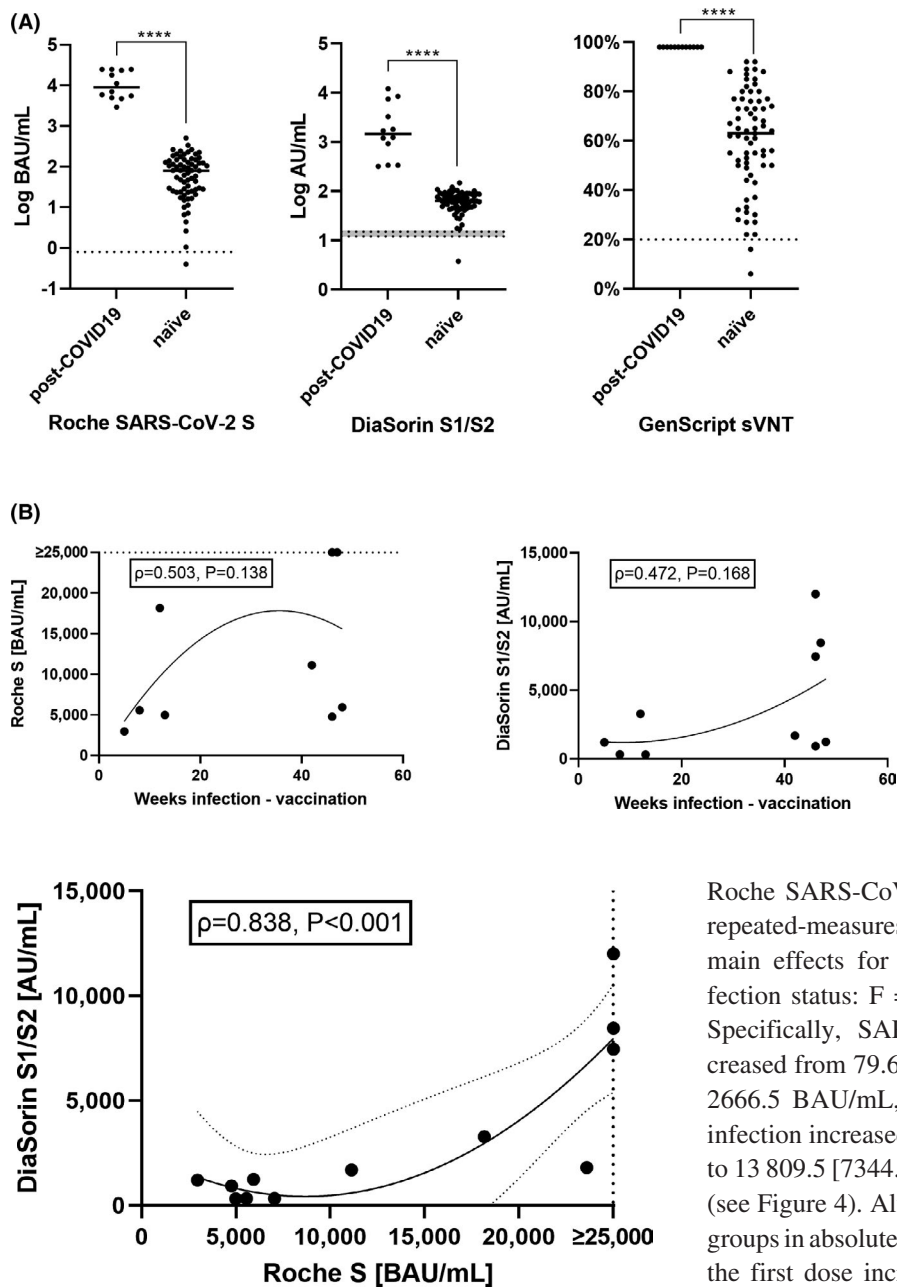 (A)
****
Log BAU/mL
5
4
3
2
1
0
-1
post-COVID19
naïve
Roche SARS-CoV-2 S
****
Log AU/mL
5
4
3
2
1
0
post-COVID19
naïve
DiaSorin S1/S2
****
100%
80%
60%
40%
20%
0%
post-COVID19
naïve
GenScript sVNT
(B)
Roche S [BAU/mL]
≥25,000
20,000
15,000
10,000
5,000
0
ρ=0.503, P=0.138
0 20 40 60
Weeks infection - vaccination
DiaSorin S1/S2 [AU/mL]
15,000
10,000
5,000
0
ρ=0.472, P=0.168
0 20 40 60
Weeks infection - vaccination
DiaSorin S1/S2 [AU/mL]
15,000
10,000
5,000
0
ρ=0.838, P<0.001
0 5,000 10,000 15,000 20,000 ≥25,000
Roche S [BAU/mL]
Roche SARS-CoV
repeated-measures
main effects for
fection status: F =
Specifically, SAR
creased from 79.6
2666.5 BAU/mL,
infection increased
to 13 809.5 [7344.
(see Figure 4). Al
groups in absolute
the first dose incr